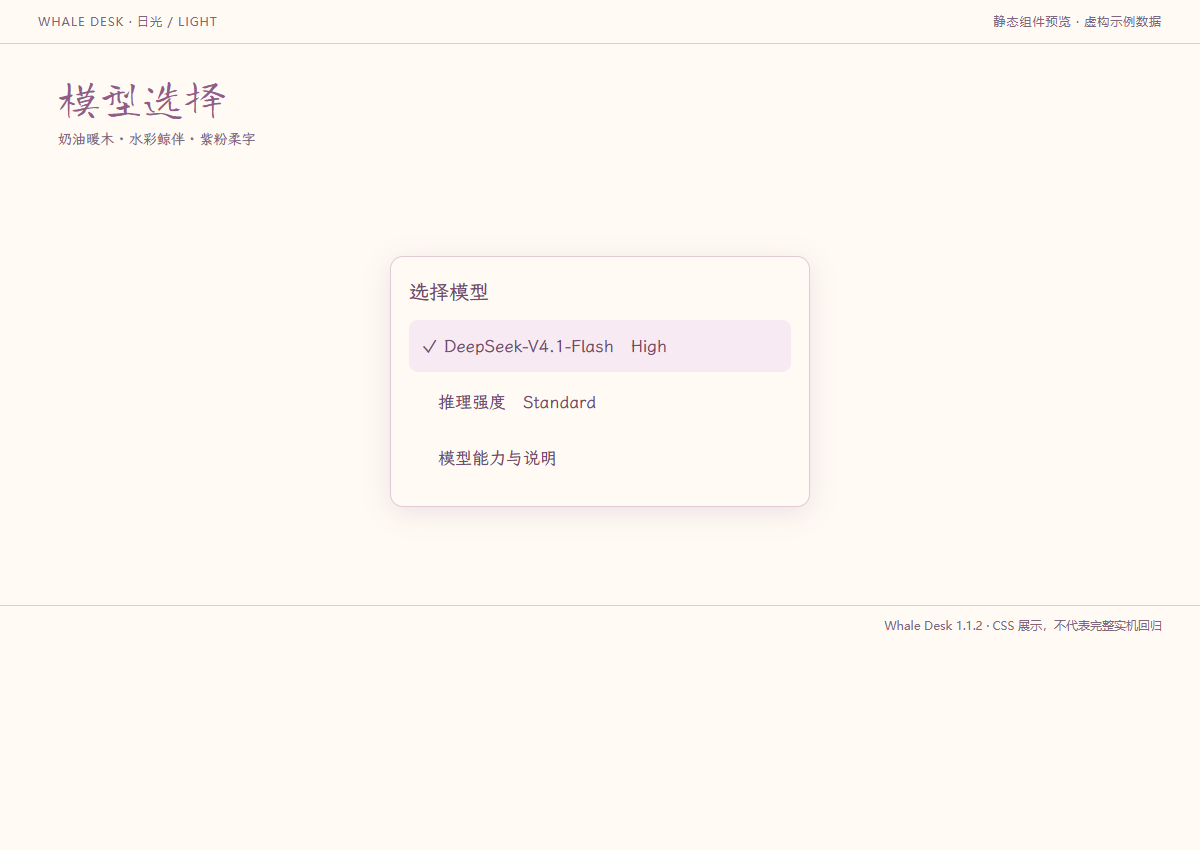 WHALE DESK · 日光 / LIGHT
静态组件预览 · 虚构示例数据
模型选择
奶油暖木 · 水彩鲸伴 · 紫粉柔字
选择模型
✓ DeepSeek-V4.1-Flash High
推理强度 Standard
模型能力与说明
Whale Desk 1.1.2 · CSS 展示，不代表完整实机回归